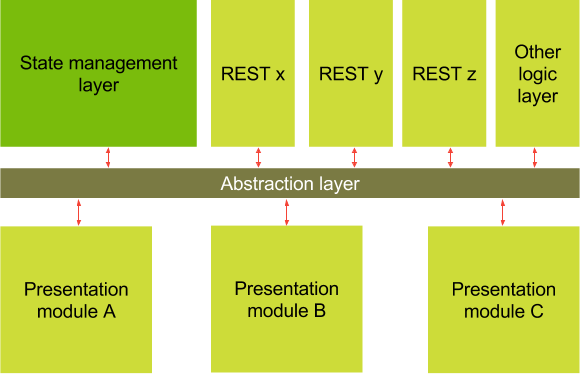 State management
layer
REST x
REST y
REST z
Other
logic
layer
Abstraction layer
Presentation
module A
Presentation
module B
Presentation
module C